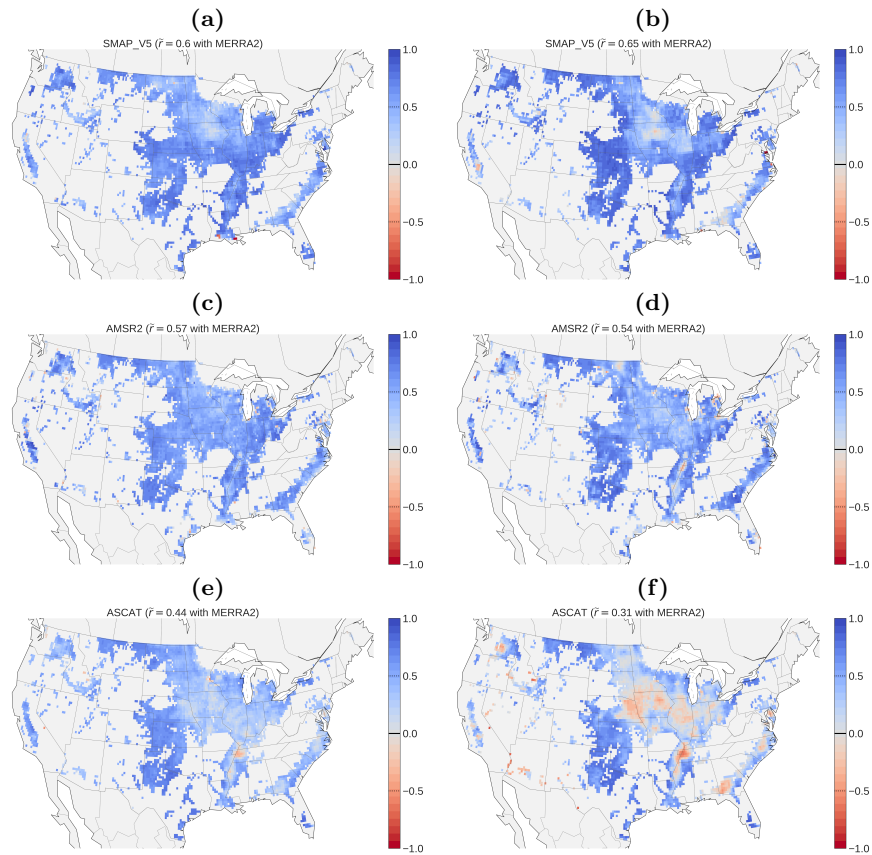 (a)
SMAP_V5 (r̃ = 0.6 with MERRA2)
1.0
0.5
0.0
−0.5
−1.0
(b)
SMAP_V5 (r̃ = 0.65 with MERRA2)
1.0
0.5
0.0
−0.5
−1.0
(c)
AMSR2 (r̃ = 0.57 with MERRA2)
1.0
0.5
0.0
−0.5
−1.0
(d)
AMSR2 (r̃ = 0.54 with MERRA2)
1.0
0.5
0.0
−0.5
−1.0
(e)
ASCAT (r̃ = 0.44 with MERRA2)
1.0
0.5
0.0
−0.5
−1.0
(f)
ASCAT (r̃ = 0.31 with MERRA2)
1.0
0.5
0.0
−0.5
−1.0